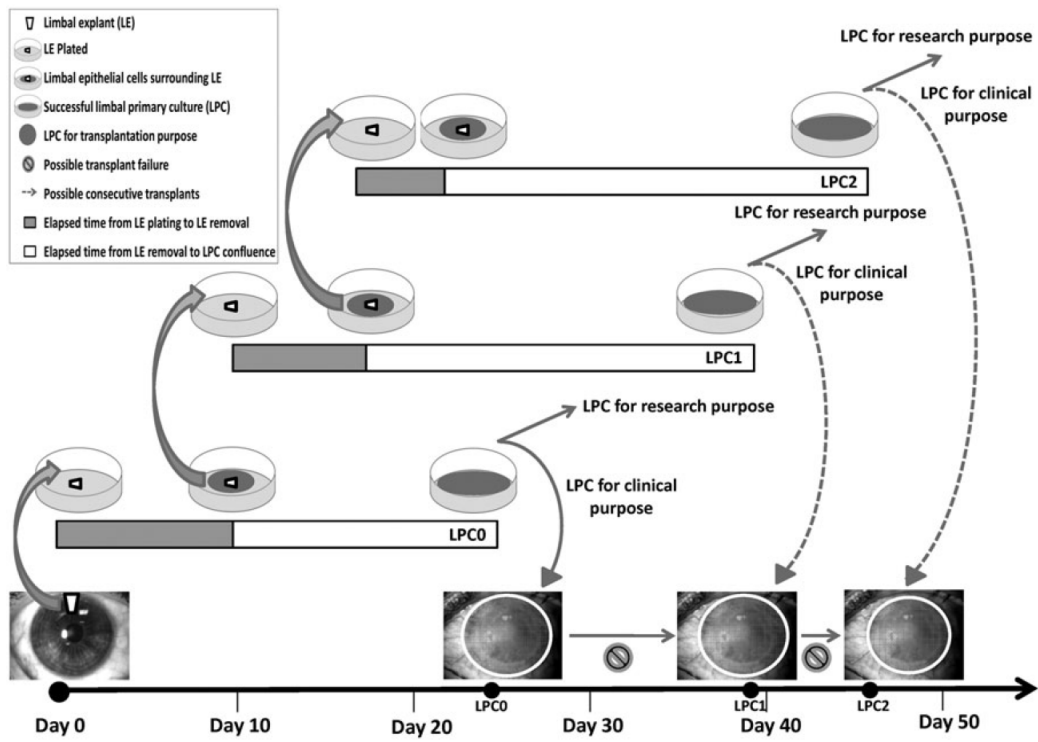 Limbal explant (LE)
LE Plated
Limbal epithelial cells surrounding LE
Successful limbal primary culture (LPC)
LPC for transplantation purpose
Possible transplant failure
Possible consecutive transplants
Elapsed time from LE plating to LE removal
Elapsed time from LE removal to LPC confluence
LPC for research purpose
LPC for clinical
purpose
LPC2
LPC for research purpose
LPC for clinical
purpose
LPC1
LPC for research purpose
LPC for clinical
purpose
LPC0
LPC0
LPC1
LPC2
Day 0
Day 10
Day 20
Day 30
Day 40
Day 50